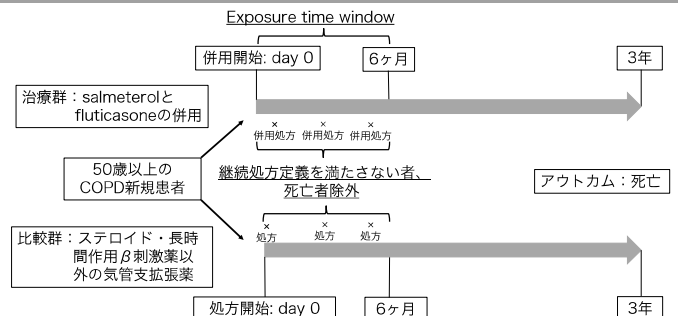 Exposure time window
併用開始: day 0
6ヶ月
3年
治療群：salmeterolと
fluticasoneの併用
×
×
×
併用処方
併用処方
併用処方
50歳以上の
COPD新規患者
継続処方定義を満たさない者、
死亡者除外
アウトカム：死亡
×
×
×
処方
処方
処方
比較群：ステロイド・長時
間作用β刺激薬以
外の気管支拡張薬
処方開始: day 0
6ヶ月
3年